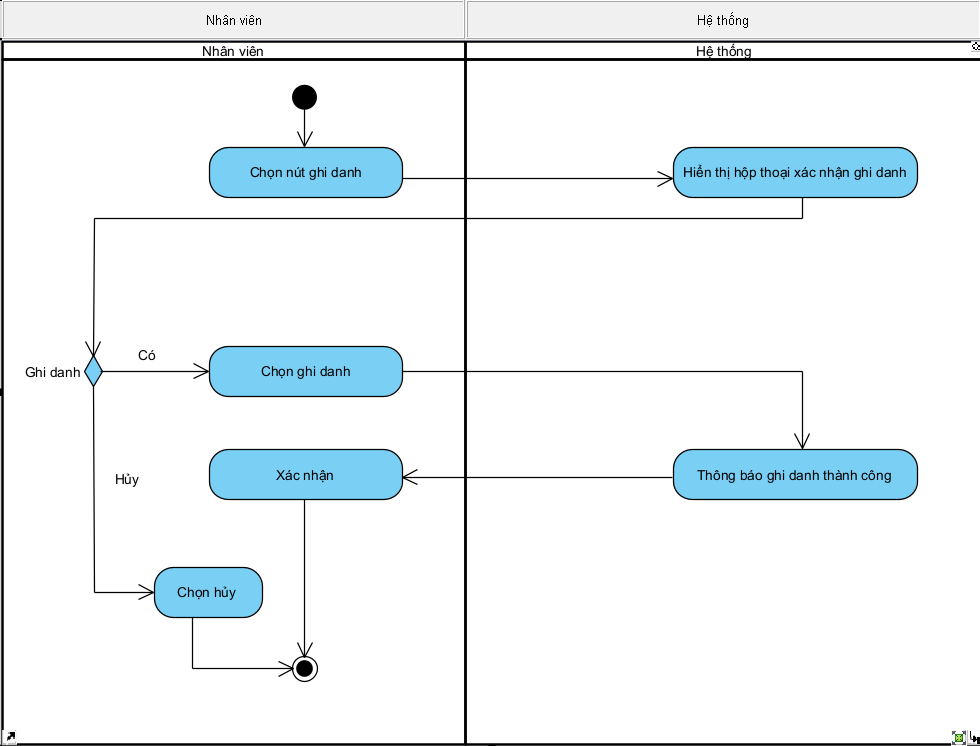 Nhân viên
Hệ thống
Nhân viên
Hệ thống
Chọn nút ghi danh
Hiển thị hộp thoại xác nhận ghi danh
Có
Ghi danh
Chọn ghi danh
Hủy
Xác nhận
Thông báo ghi danh thành công
Chọn hủy